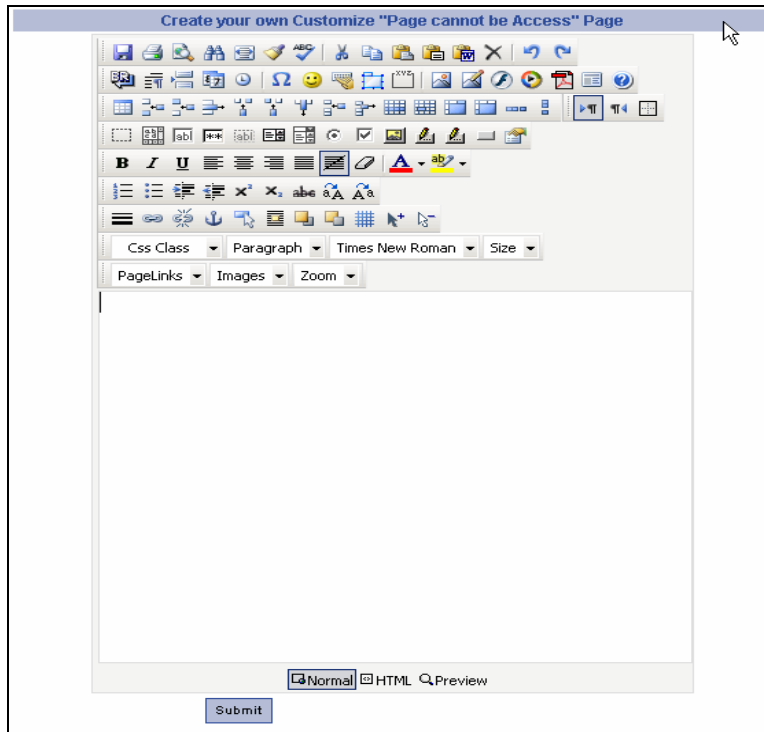 Create your own Customize "Page cannot be Access" Page
B I U
Css Class Paragraph Times New Roman Size
PageLinks Images Zoom
Normal HTML Preview
Submit